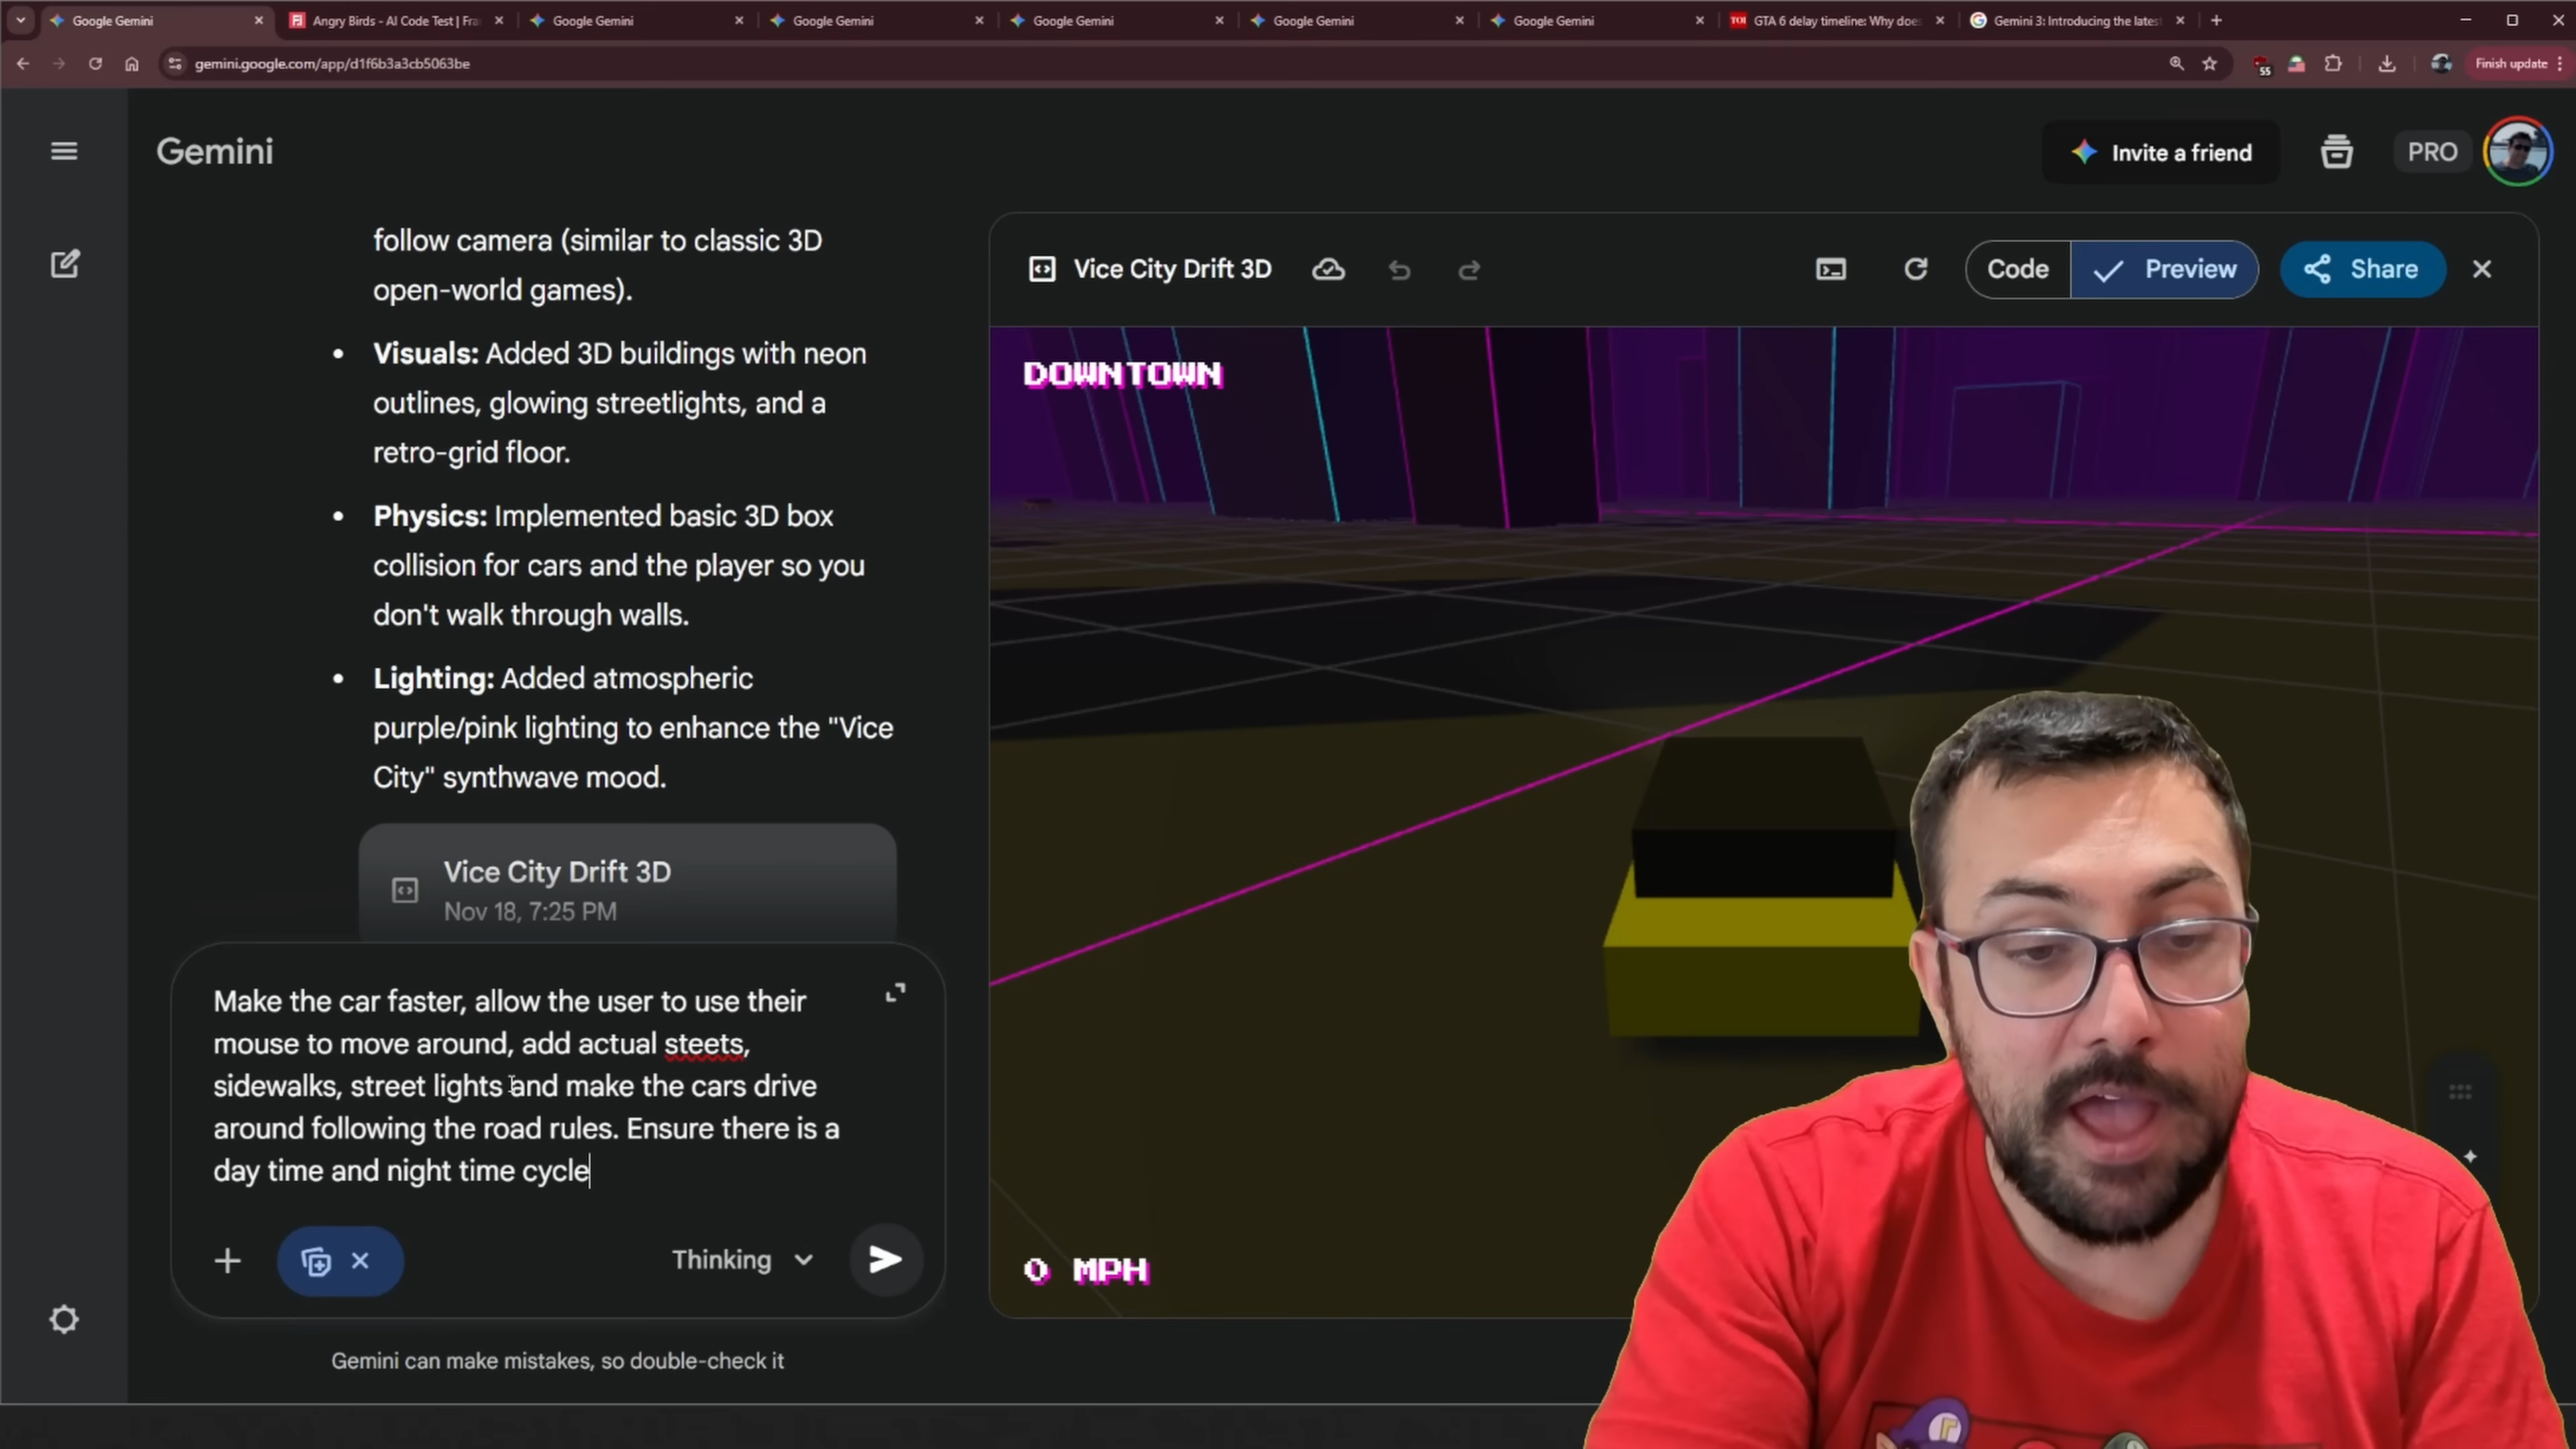 Google Gemini
Angry Birds - AI Code Test | Fra
Google Gemini
Google Gemini
Google Gemini
Google Gemini
Google Gemini
TOI
GTA 6 delay timeline: Why does
Gemini 3: Introducing the latest
gemini.google.com/app/d1f6b3a3cb5063be
55
Finish update
Gemini
Invite a friend
PRO
follow camera (similar to classic 3D
open-world games).
• Visuals: Added 3D buildings with neon
outlines, glowing streetlights, and a
retro-grid floor.
• Physics: Implemented basic 3D box
collision for cars and the player so you
don't walk through walls.
• Lighting: Added atmospheric
purple/pink lighting to enhance the "Vice
City" synthwave mood.
Vice City Drift 3D
Nov 18, 7:25 PM
Make the car faster, allow the user to use their
mouse to move around, add actual steets,
sidewalks, street lights and make the cars drive
around following the road rules. Ensure there is a
day time and night time cycle
Thinking
Gemini can make mistakes, so double-check it
Vice City Drift 3D
Code
Preview
Share
DOWNTOWN
0 MPH